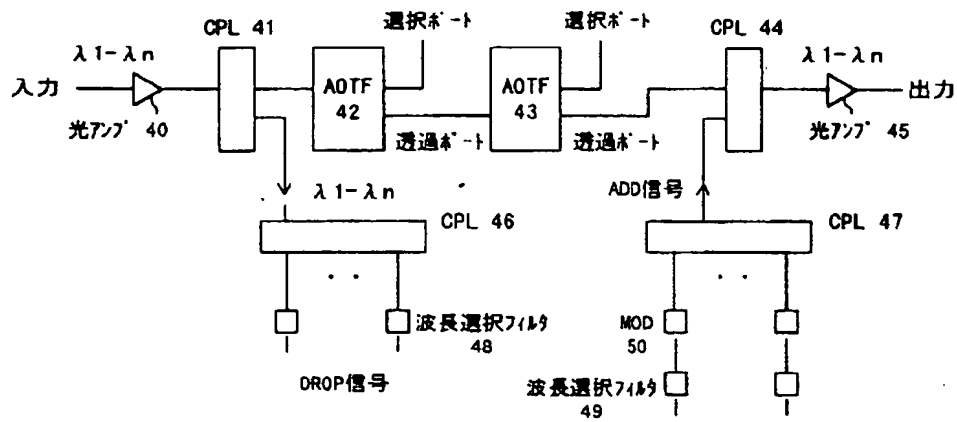 選択ポート
選択ポート
CPL 41
CPL 44
λ1-λn
λ1-λn
入力
AOTF
42
AOTF
43
出力
光アンプ 40
透過ポート
透過ポート
光アンプ 45
λ1-λn
ADD信号
CPL 46
CPL 47
. .
. .
波長選択フィルタ
48
MOD
50
DROP信号
波長選択フィルタ
49